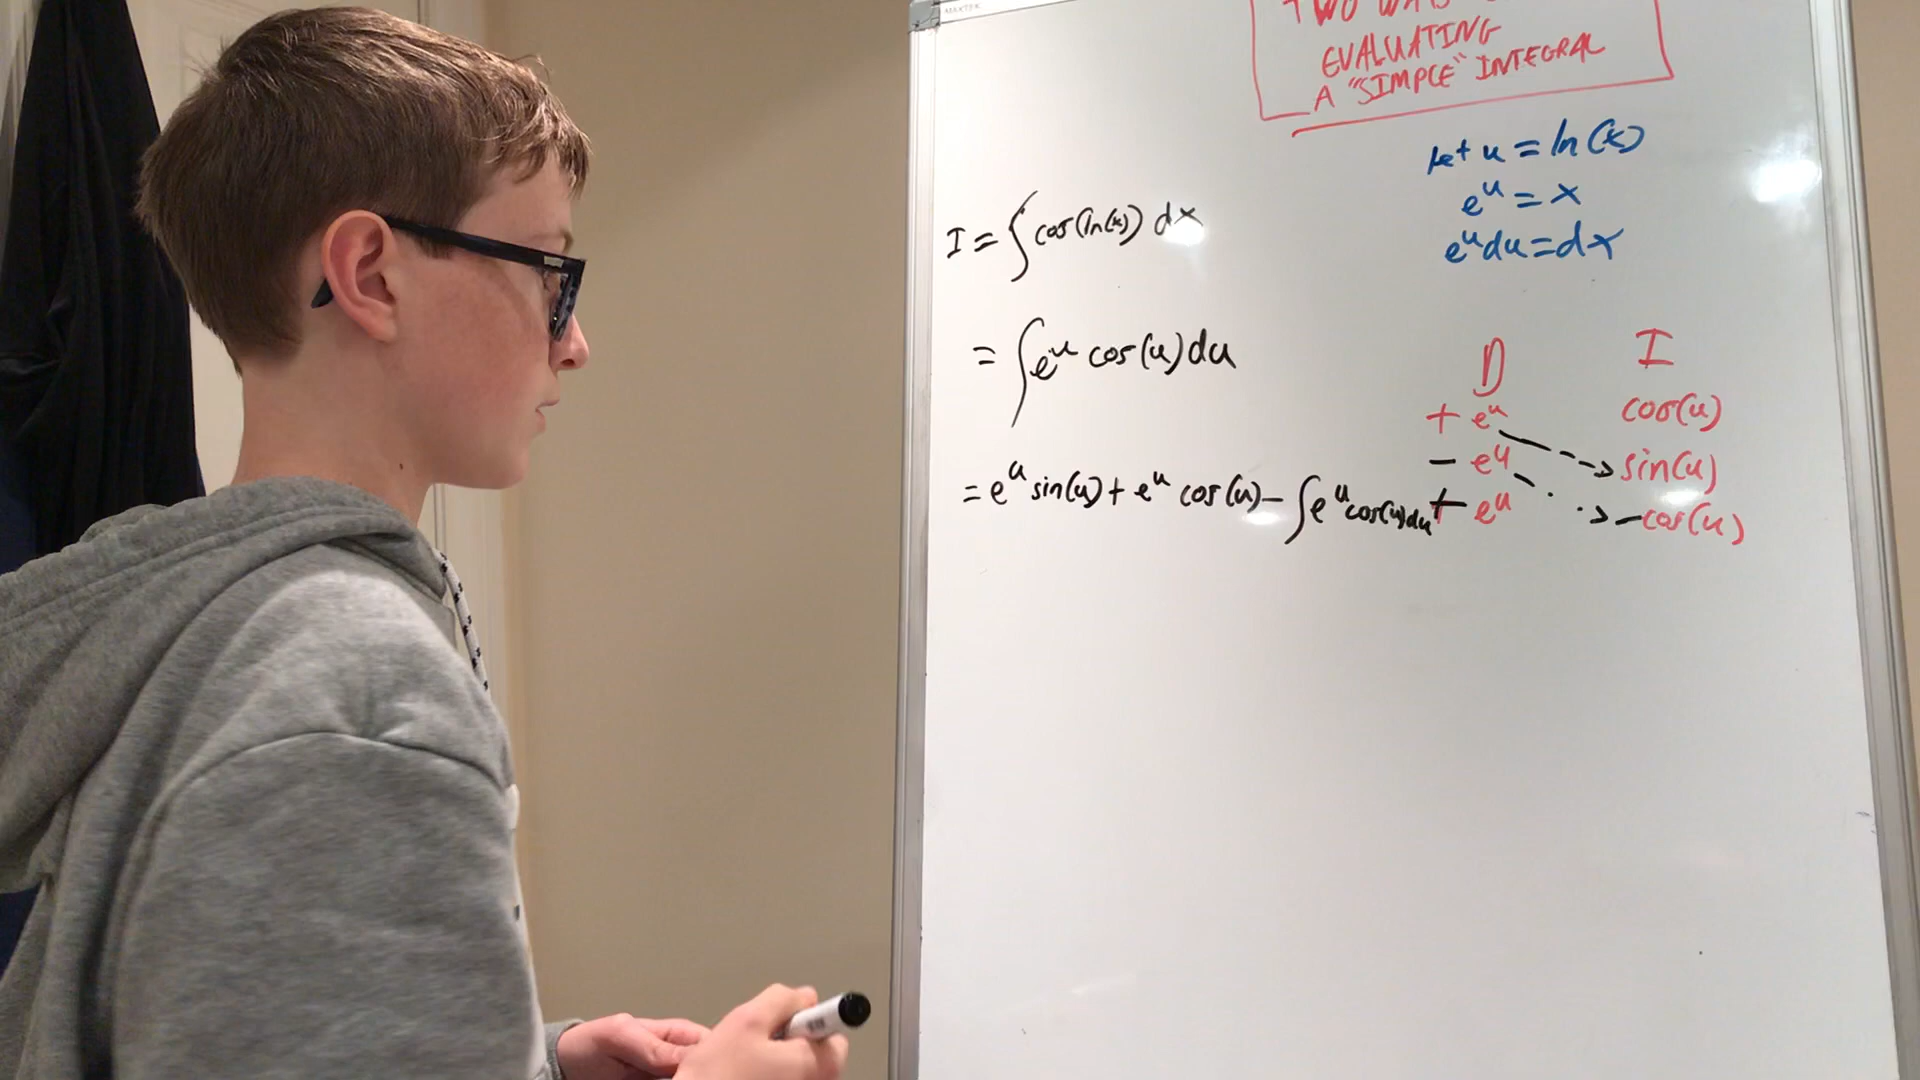 TWO WAYS
EVALUATING
A "SIMPLE" INTEGRAL
let u = ln(x)
e^u = x
e^u du = dx
I = ∫ cos(ln(x)) dx
= ∫ e^u cos(u) du
= e^u sin(u) + e^u cos(u) - ∫ e^u cos(u) du
D I
+ e^u cos(u)
- e^u sin(u)
+ e^u -cos(u)